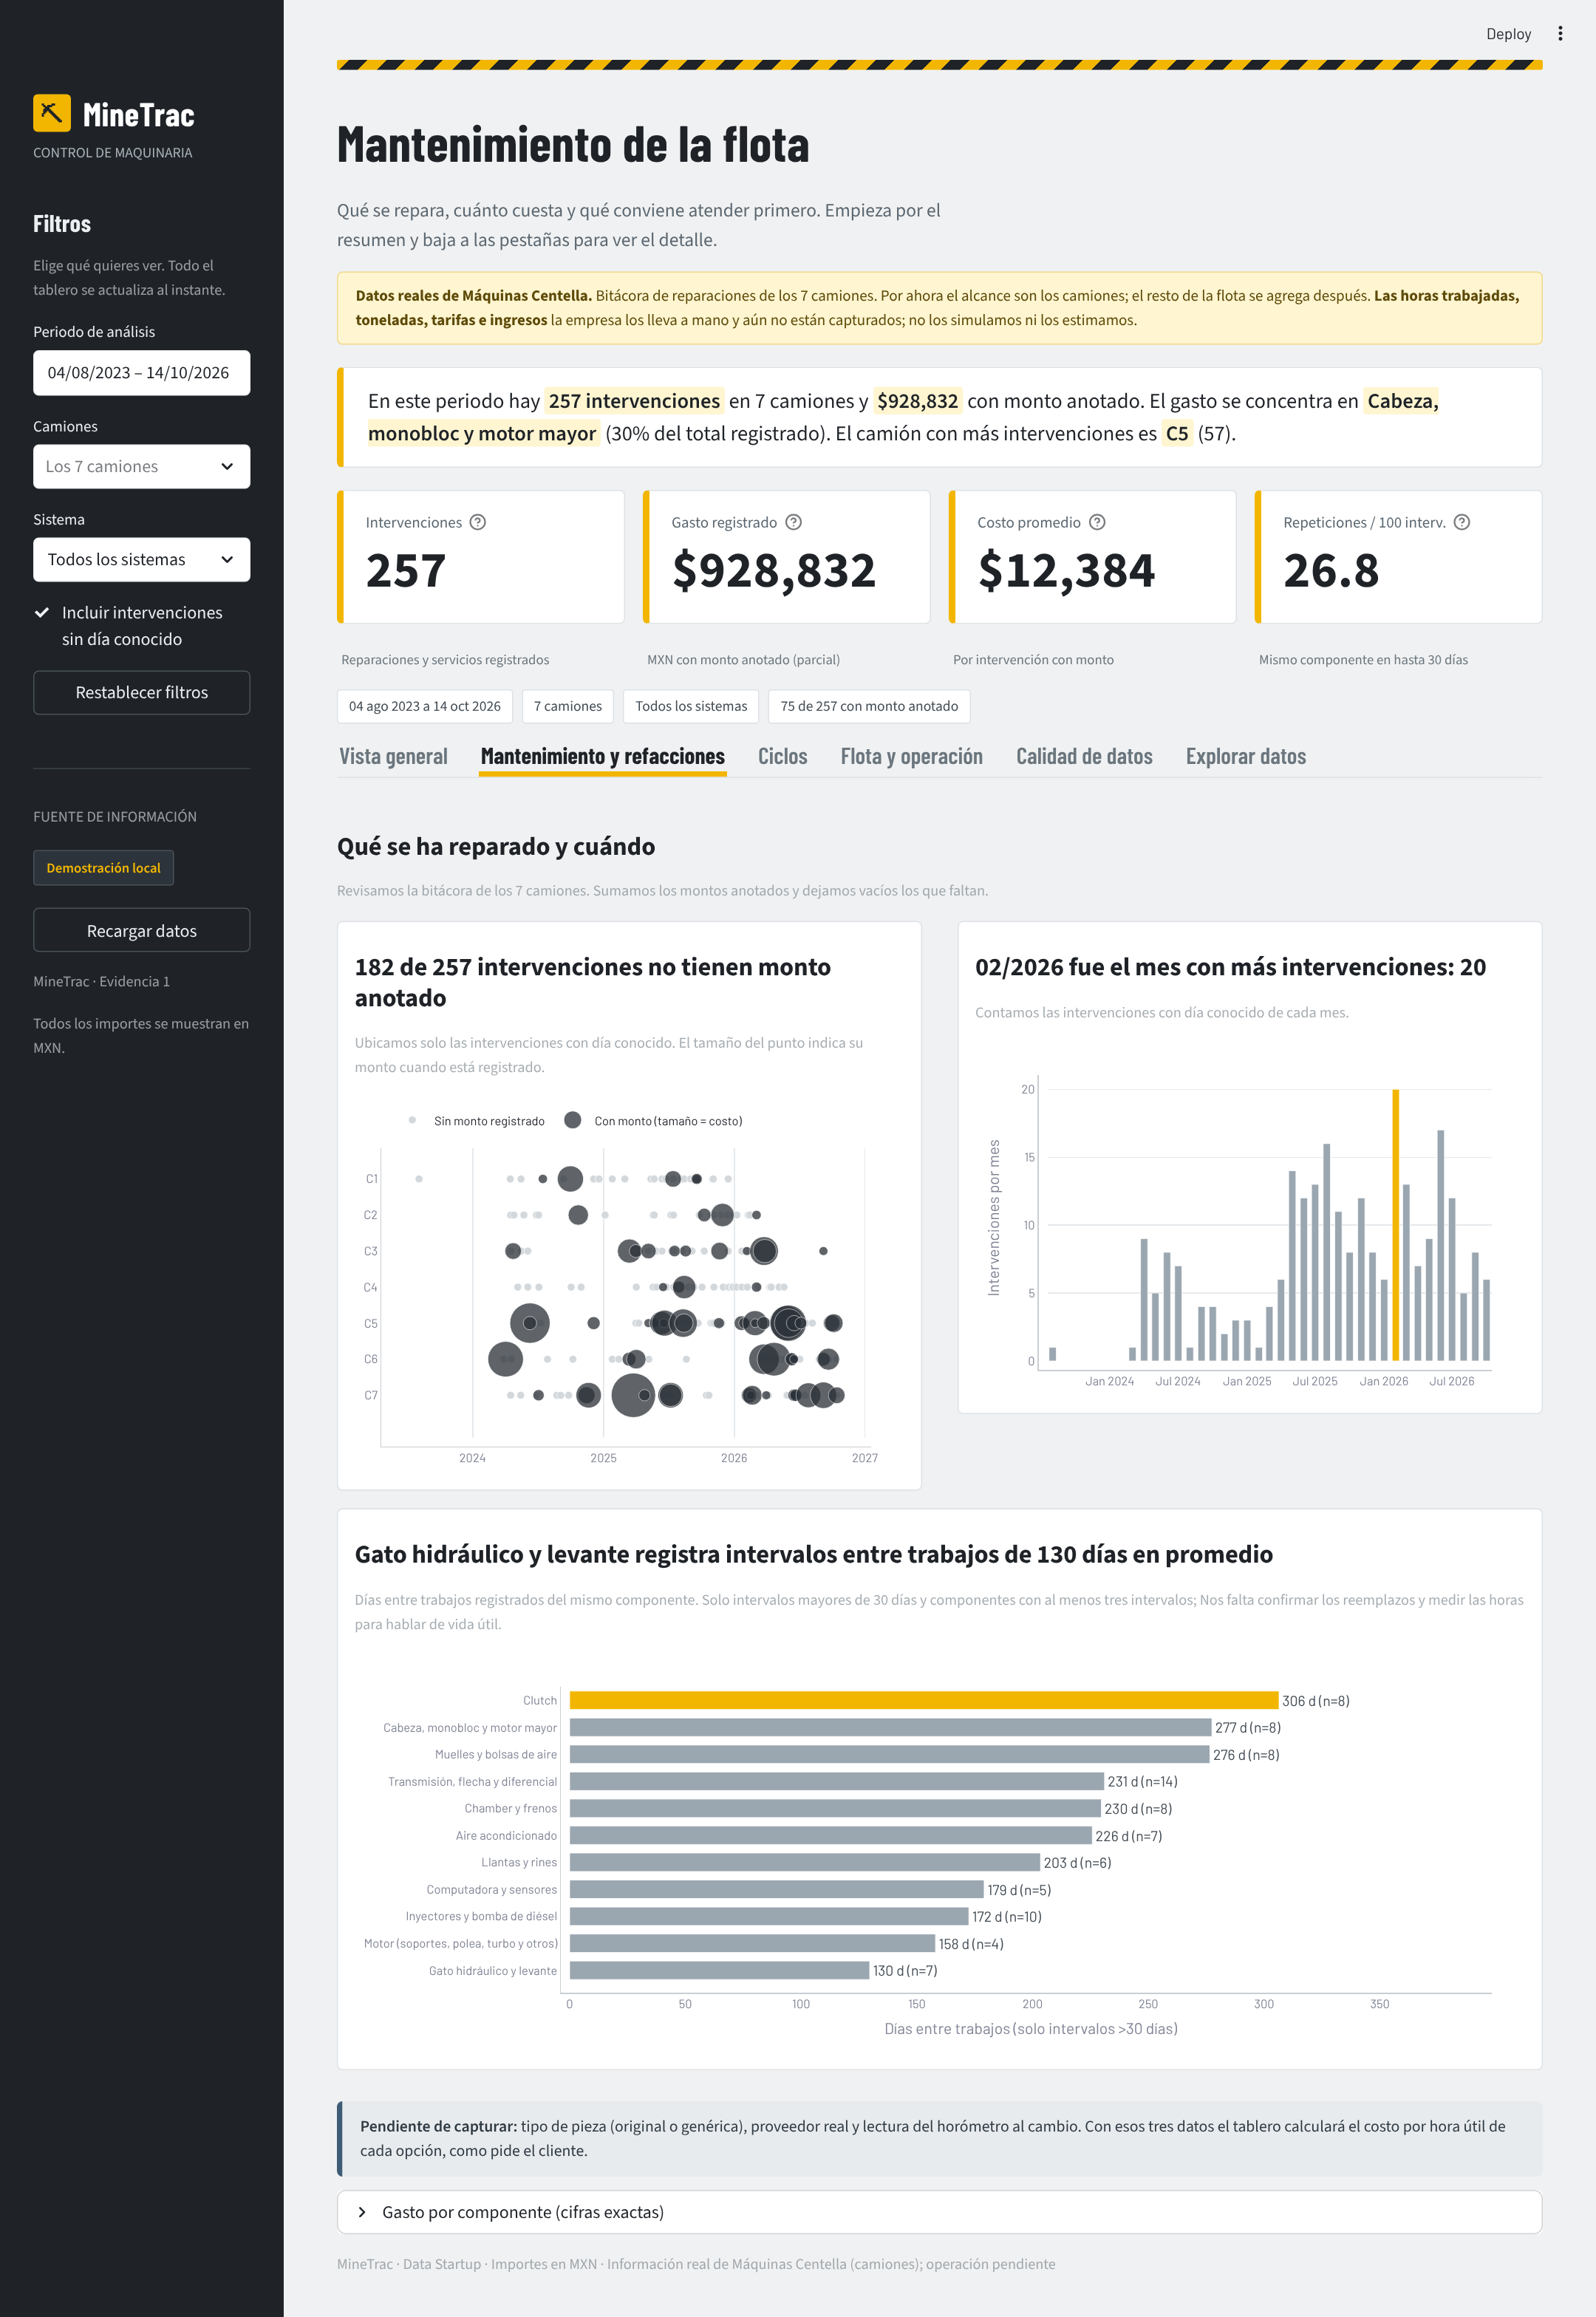 Deploy
MineTrac
CONTROL DE MAQUINARIA
Filtros
Elige qué quieres ver. Todo el
tablero se actualiza al instante.
Periodo de análisis
04/08/2023 – 14/10/2026
Camiones
Los 7 camiones
Sistema
Todos los sistemas
Incluir intervenciones
sin día conocido
Restablecer filtros
FUENTE DE INFORMACIÓN
Demostración local
Recargar datos
MineTrac · Evidencia 1
Todos los importes se muestran en
MXN.
Mantenimiento de la flota
Qué se repara, cuánto cuesta y qué conviene atender primero. Empieza por el
resumen y baja a las pestañas para ver el detalle.
Datos reales de Máquinas Centella. Bitácora de reparaciones de los 7 camiones. Por ahora el alcance son los camiones; el resto de la flota se agrega después. Las horas trabajadas,
toneladas, tarifas e ingresos la empresa los lleva a mano y aún no están capturados; no los simulamos ni los estimamos.
En este periodo hay 257 intervenciones en 7 camiones y $928,832 con monto anotado. El gasto se concentra en Cabeza,
monobloc y motor mayor (30% del total registrado). El camión con más intervenciones es C5 (57).
Intervenciones
257
Reparaciones y servicios registrados
Gasto registrado
$928,832
MXN con monto anotado (parcial)
Costo promedio
$12,384
Por intervención con monto
Repeticiones / 100 interv.
26.8
Mismo componente en hasta 30 días
04 ago 2023 a 14 oct 2026
7 camiones
Todos los sistemas
75 de 257 con monto anotado
Vista general
Mantenimiento y refacciones
Ciclos
Flota y operación
Calidad de datos
Explorar datos
Qué se ha reparado y cuándo
Revisamos la bitácora de los 7 camiones. Sumamos los montos anotados y dejamos vacíos los que faltan.
182 de 257 intervenciones no tienen monto
anotado
Ubicamos solo las intervenciones con día conocido. El tamaño del punto indica su
monto cuando está registrado.
Sin monto registrado
Con monto (tamaño = costo)
C1
C2
C3
C4
C5
C6
C7
2024
2025
2026
2027
02/2026 fue el mes con más intervenciones: 20
Contamos las intervenciones con día conocido de cada mes.
Intervenciones por mes
20
15
10
5
0
Jan 2024
Jul 2024
Jan 2025
Jul 2025
Jan 2026
Jul 2026
Gato hidráulico y levante registra intervalos entre trabajos de 130 días en promedio
Días entre trabajos registrados del mismo componente. Solo intervalos mayores de 30 días y componentes con al menos tres intervalos; Nos falta confirmar los reemplazos y medir las horas
para hablar de vida útil.
Clutch 306 d (n=8)
Cabeza, monobloc y motor mayor 277 d (n=8)
Muelles y bolsas de aire 276 d (n=8)
Transmisión, flecha y diferencial 231 d (n=14)
Chamber y frenos 230 d (n=8)
Aire acondicionado 226 d (n=7)
Llantas y rines 203 d (n=6)
Computadora y sensores 179 d (n=5)
Inyectores y bomba de diésel 172 d (n=10)
Motor (soportes, polea, turbo y otros) 158 d (n=4)
Gato hidráulico y levante 130 d (n=7)
0
50
100
150
200
250
300
350
Días entre trabajos (solo intervalos >30 días)
Pendiente de capturar: tipo de pieza (original o genérica), proveedor real y lectura del horómetro al cambio. Con esos tres datos el tablero calculará el costo por hora útil de
cada opción, como pide el cliente.
Gasto por componente (cifras exactas)
MineTrac · Data Startup · Importes en MXN · Información real de Máquinas Centella (camiones); operación pendiente